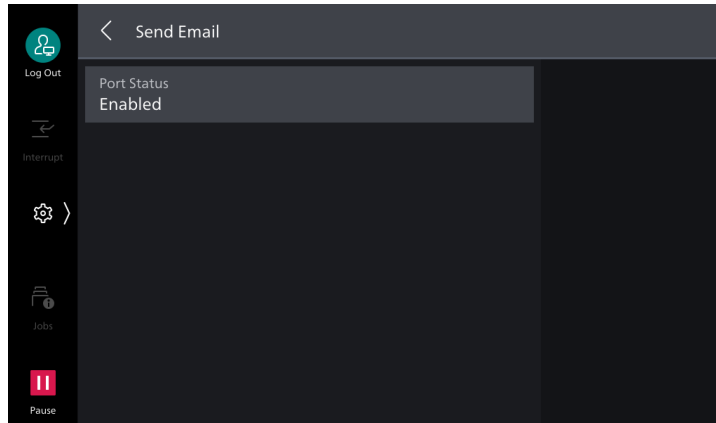 Send Email
Log Out
Port Status
Enabled
Interrupt
Jobs
Pause